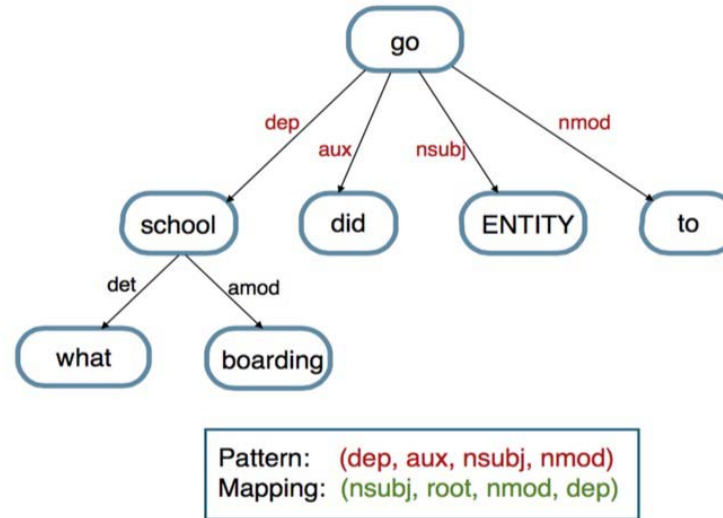 go
dep
aux
nsubj
nmod
school
did
ENTITY
to
det
amod
what
boarding
Pattern: (dep, aux, nsubj, nmod)
Mapping: (nsubj, root, nmod, dep)